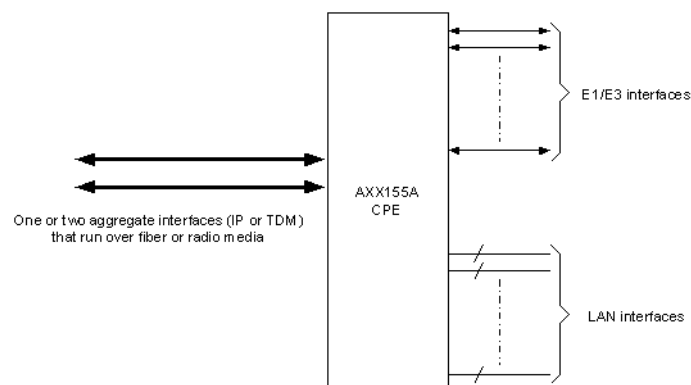 E1/E3 interfaces
AXX155A
CPE
One or two aggregate interfaces (IP or TDM)
that run over fiber or radio media
LAN interfaces